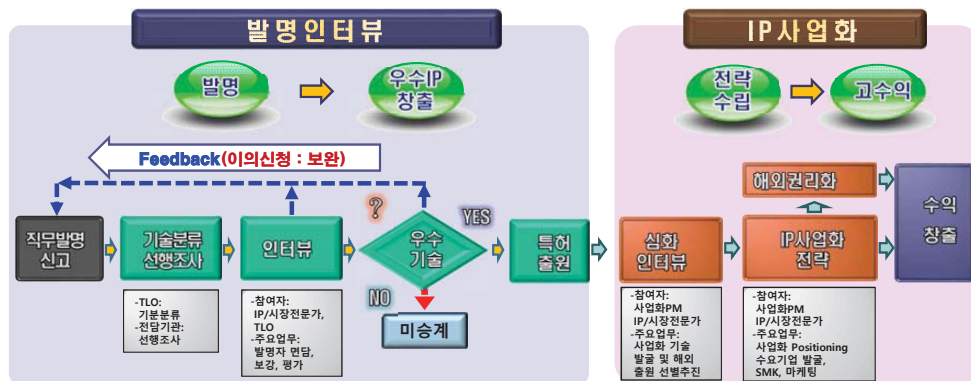 발명인터뷰
IP사업화
발명
우수IP
창출
전략
수립
고수익
Feedback(이의신청 : 보완)
해외권리화
수익
창출
직무발명
신고
기술분류
선행조사
인터뷰
?
우수
기술
YES
NO
특허
출원
심화
인터뷰
IP사업화
전략
미승계
-TLO:
기분분류
-전담기관:
선행조사
-참여자:
IP/시장전문가,
TLO
-주요업무:
발명자 면담,
보강, 평가
-참여자:
사업화PM
IP/시장전문가
-주요업무:
사업화 기술
발굴 및 해외
출원 선별추진
-참여자:
사업화PM
IP/시장전문가
-주요업무:
사업화 Positioning
수요기업 발굴,
SMK, 마케팅